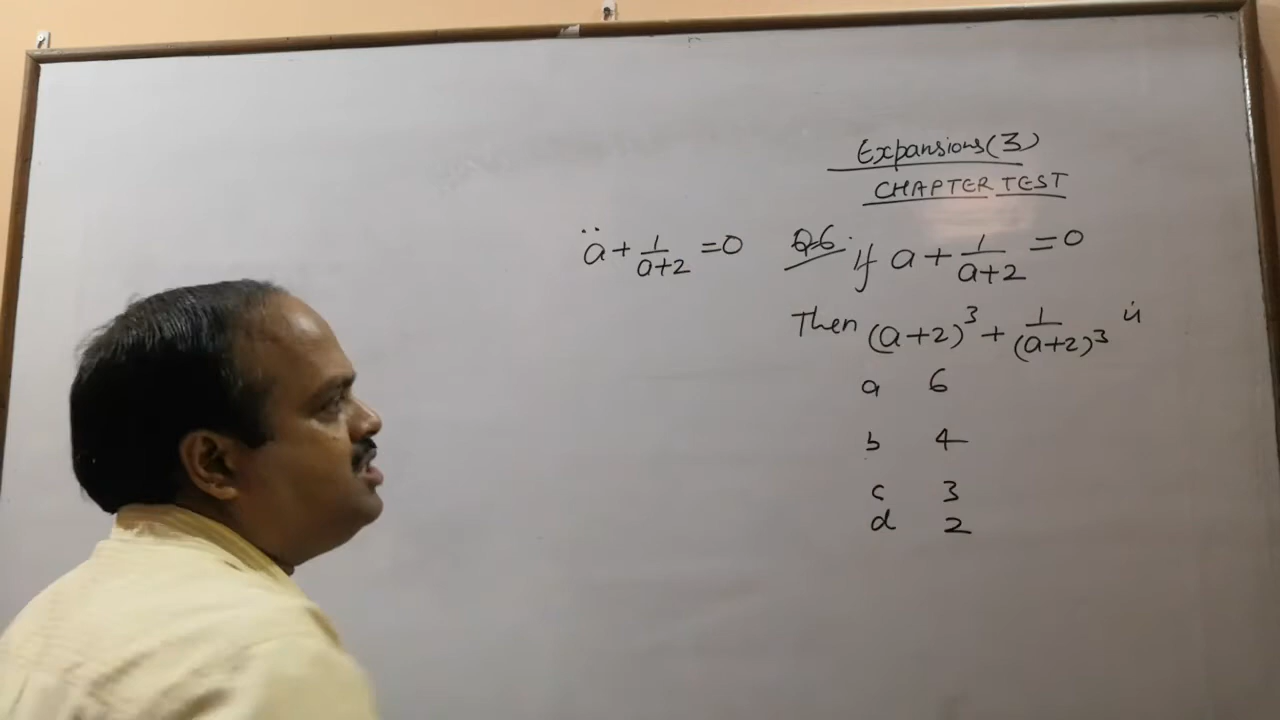 Expansions(3)
CHAPTER TEST
a + 1/(a+2) = 0
Q6. If a + 1/(a+2) = 0
Then (a+2)³ + 1/(a+2)³ is
a 6
b 4
c 3
d 2